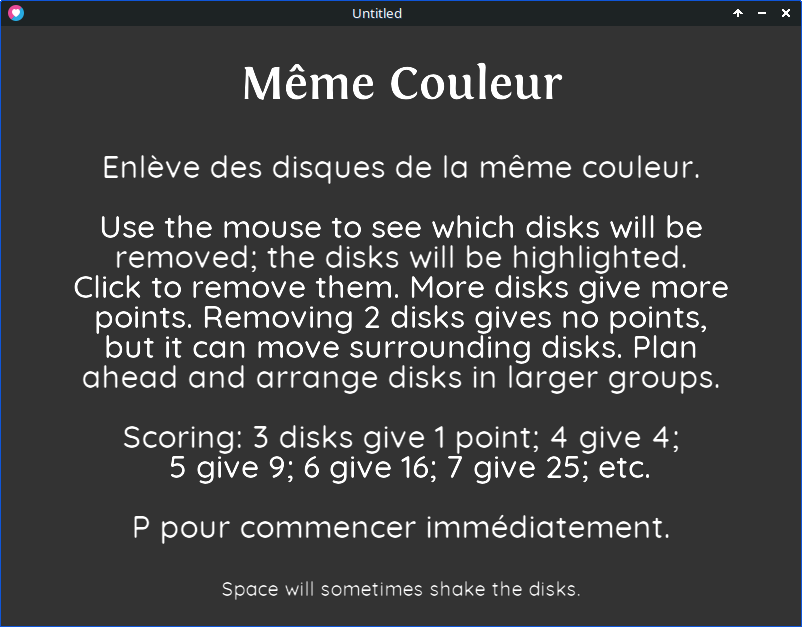 Untitled
Même Couleur
Enlève des disques de la même couleur.
Use the mouse to see which disks will be
removed; the disks will be highlighted.
Click to remove them. More disks give more
points. Removing 2 disks gives no points,
but it can move surrounding disks. Plan
ahead and arrange disks in larger groups.
Scoring: 3 disks give 1 point; 4 give 4;
5 give 9; 6 give 16; 7 give 25; etc.
P pour commencer immédiatement.
Space will sometimes shake the disks.